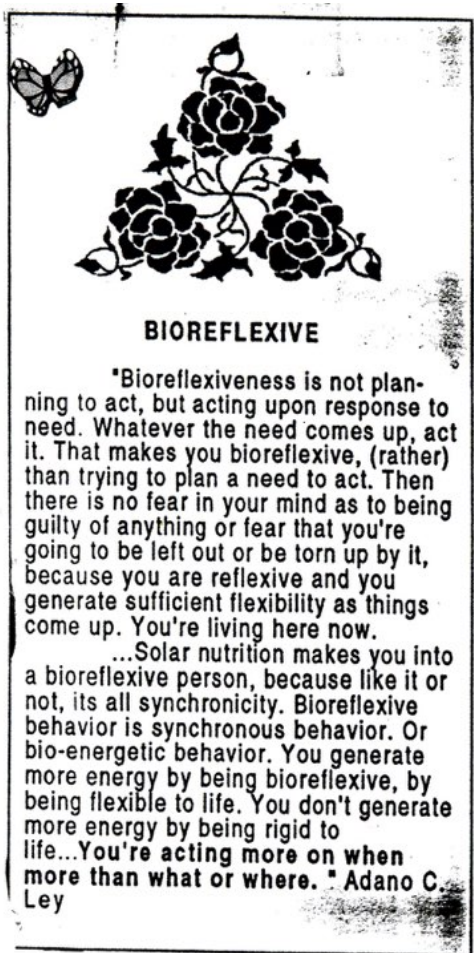 BIOREFLEXIVE
"Bioreflexiveness is not plan-
ning to act, but acting upon response to
need. Whatever the need comes up, act
it. That makes you bioreflexive, (rather)
than trying to plan a need to act. Then
there is no fear in your mind as to being
guilty of anything or fear that you're
going to be left out or be torn up by it,
because you are reflexive and you
generate sufficient flexibility as things
come up. You're living here now.
...Solar nutrition makes you into
a bioreflexive person, because like it or
not, its all synchronicity. Bioreflexive
behavior is synchronous behavior. Or
bio-energetic behavior. You generate
more energy by being bioreflexive, by
being flexible to life. You don't generate
more energy by being rigid to
life...You're acting more on when
more than what or where. " Adano C.
Ley